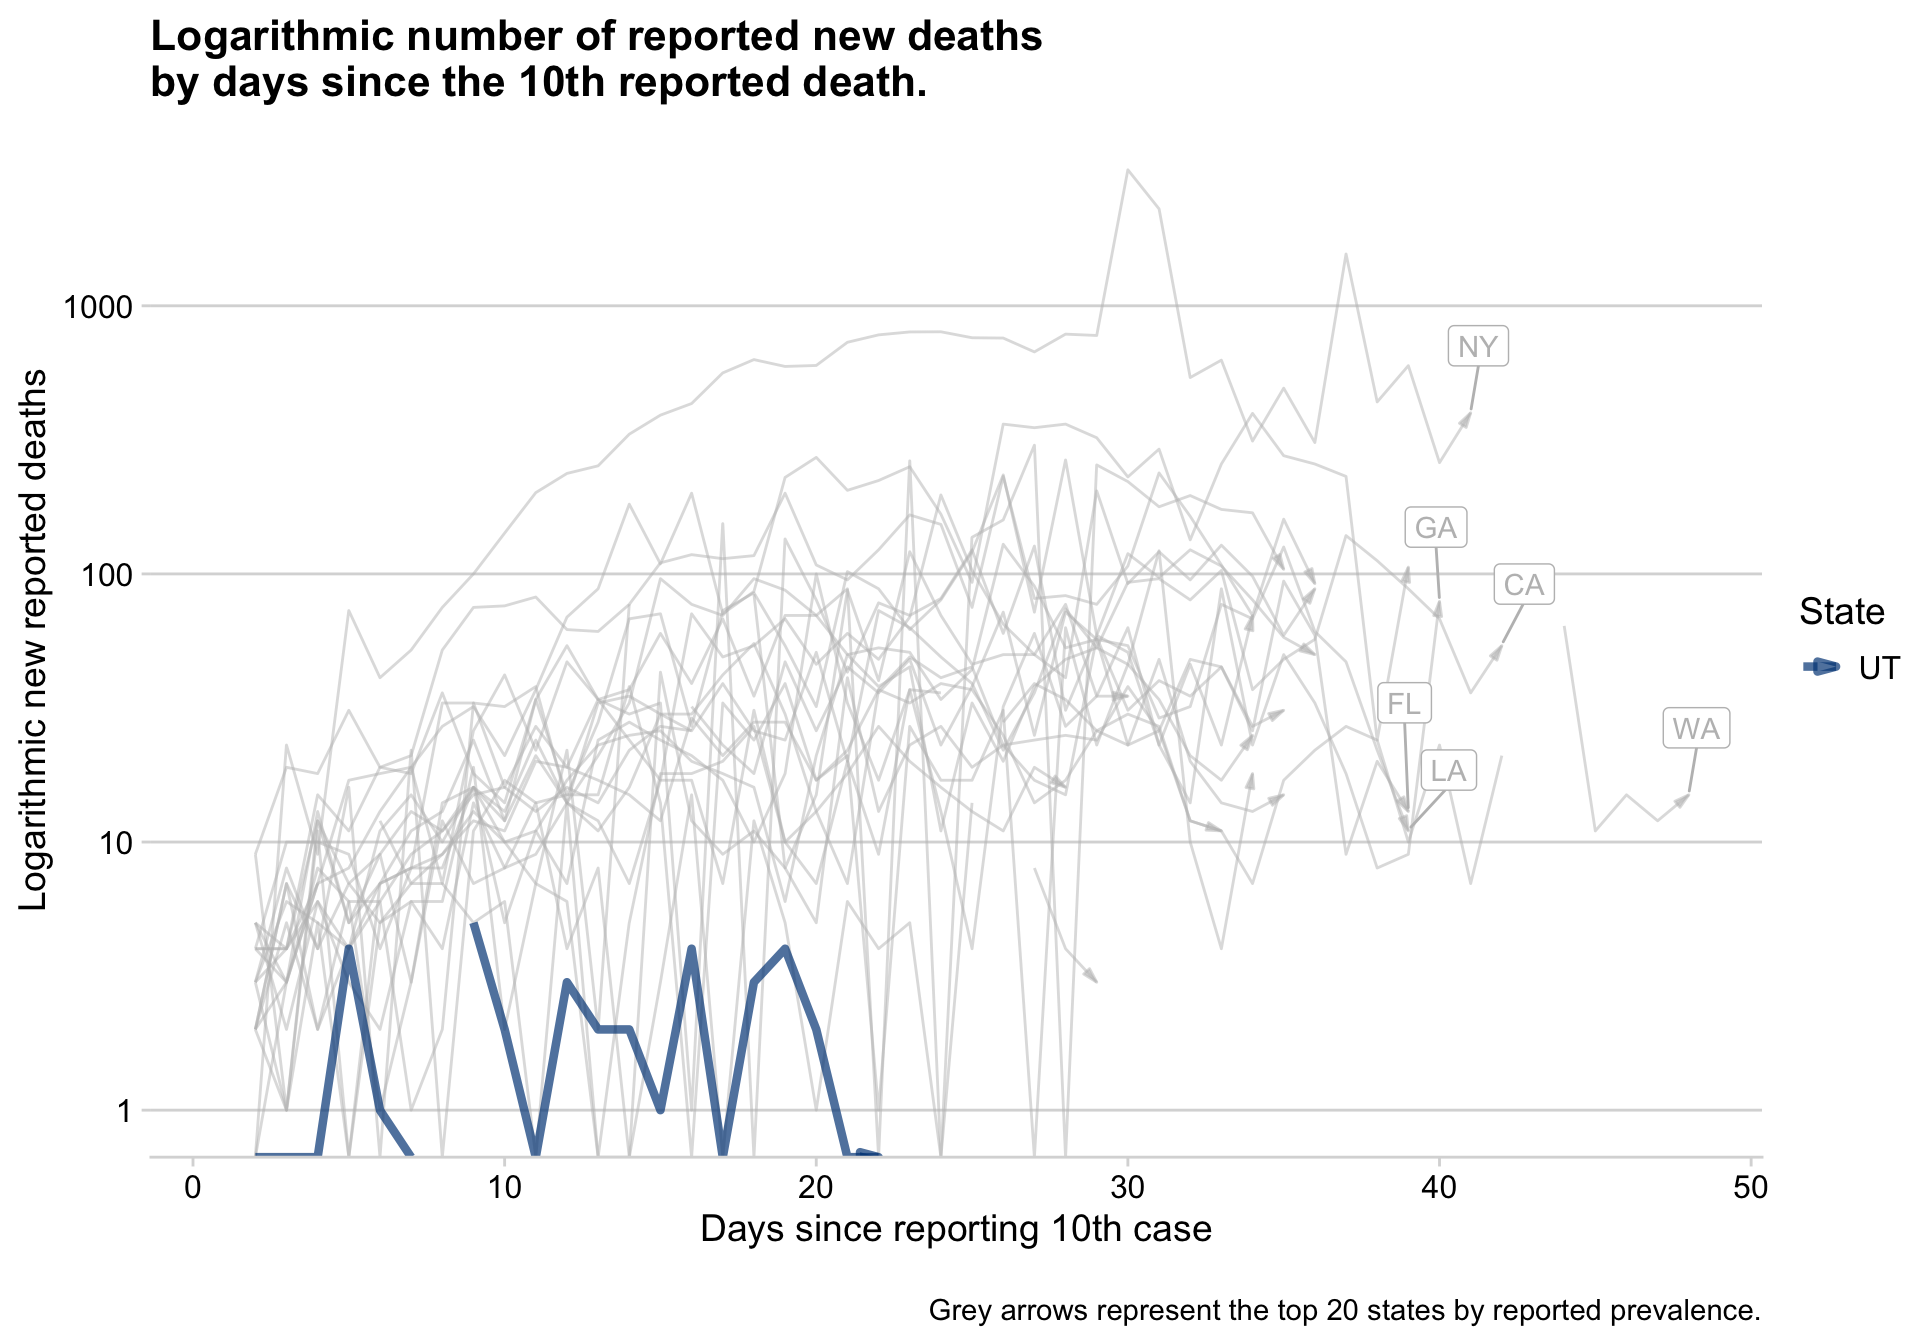 Logarithmic number of reported new deaths
by days since the 10th reported death.
Logarithmic new reported deaths
1000
100
10
1
NY
GA
CA
FL
LA
WA
State
UT
0 10 20 30 40 50
Days since reporting 10th case
Grey arrows represent the top 20 states by reported prevalence.